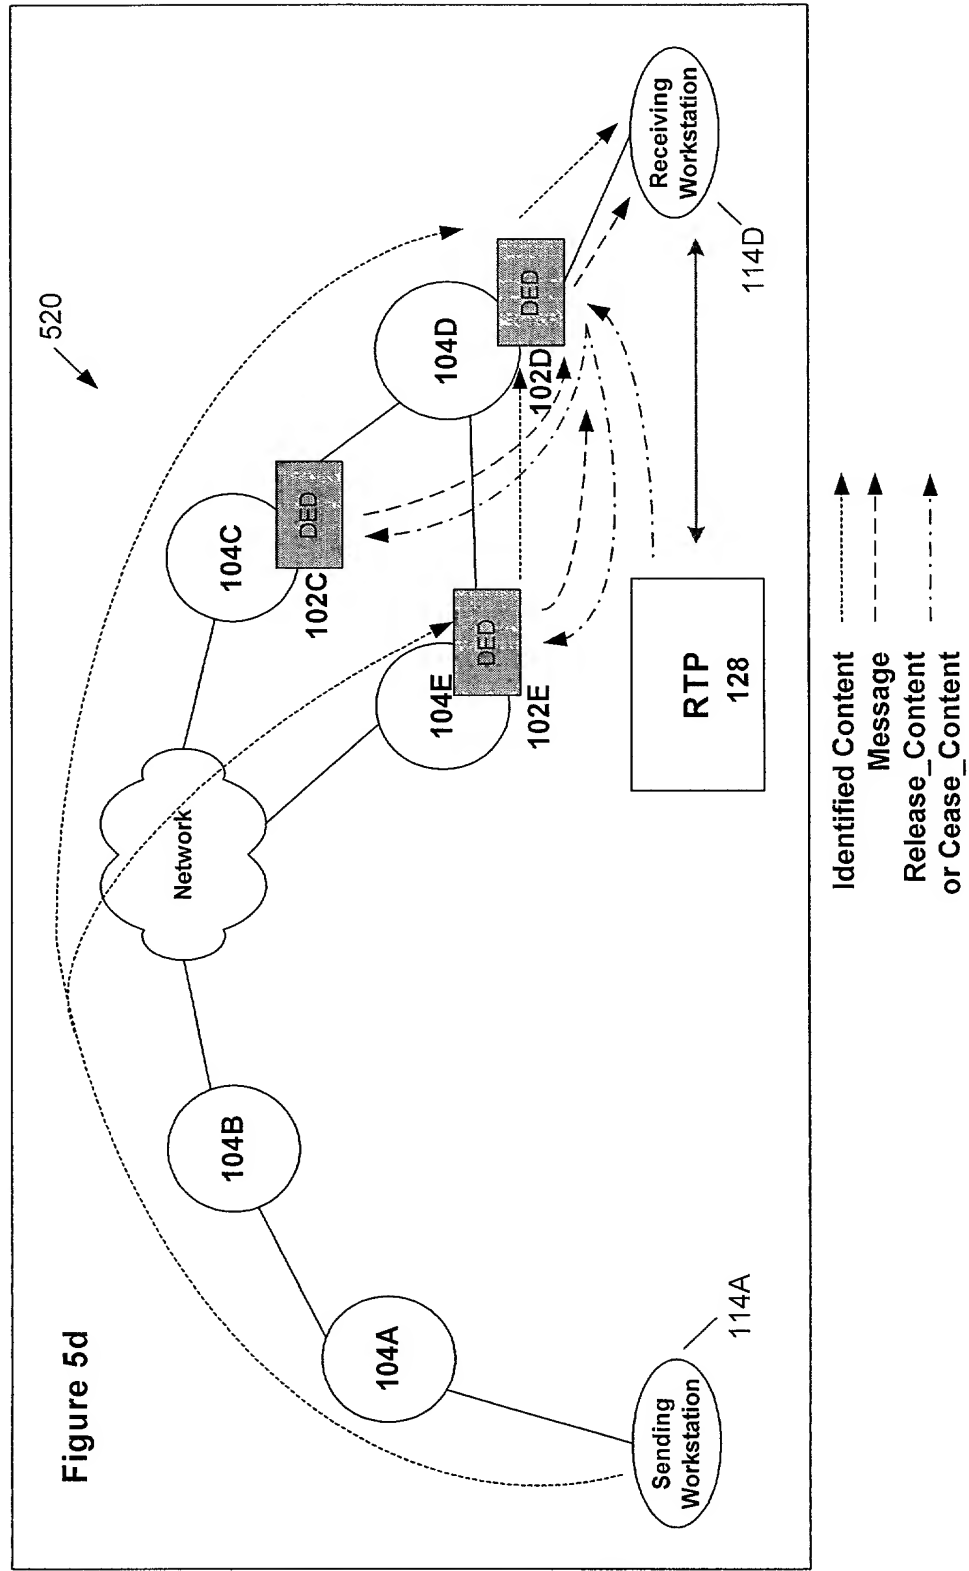 Figure 5d
520
104A
104B
Network
104C
DED
102C
104E
DED
102E
104D
DED
102D
Sending
Workstation
114A
RTP
128
Receiving
Workstation
114D
Identified Content
Message
Release_Content
or Cease_Content